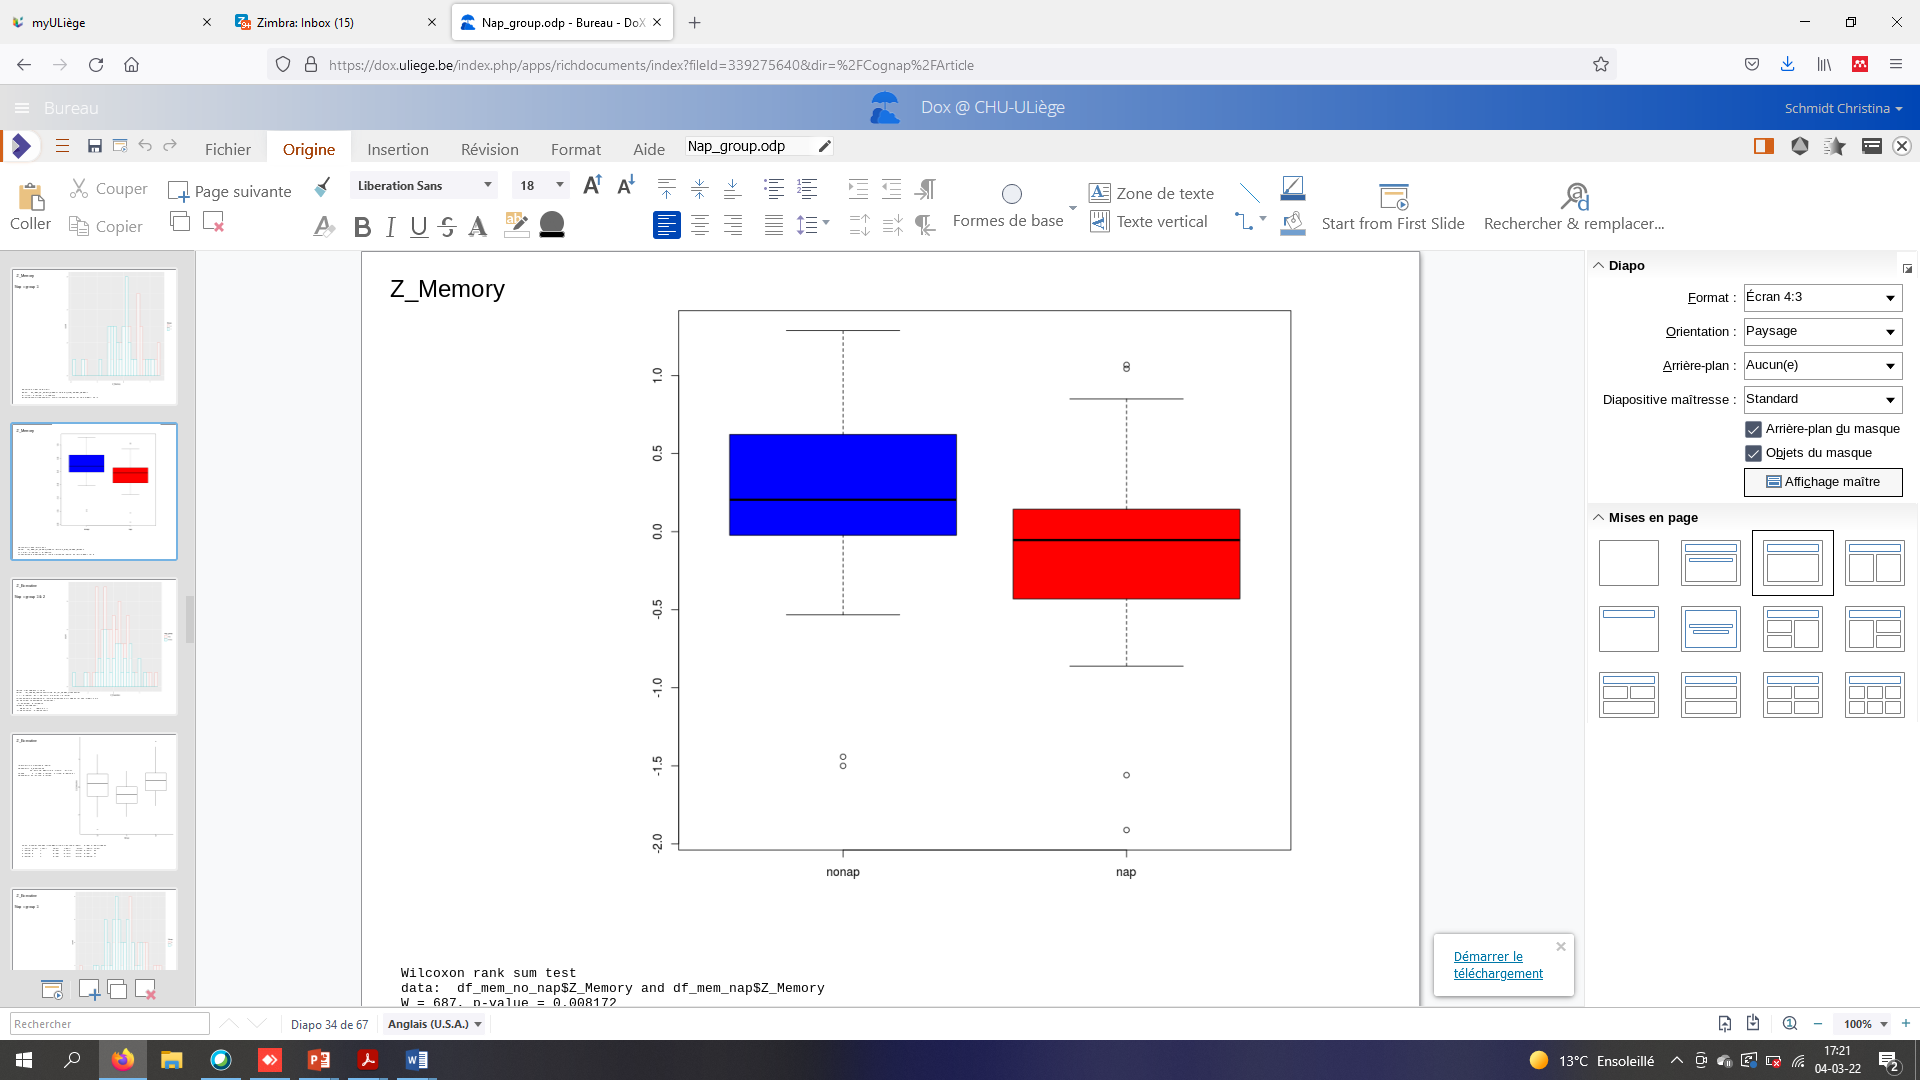 myULiège
Zimbra: Inbox (15)
Nap_group.odp - Bureau - DoX
https://dox.uliege.be/index.php/apps/richdocuments/index?fileId=339275640&dir=%2FCognap%2FArticle
Bureau
Dox @ CHU-ULiège
Schmidt Christina
Fichier
Origine
Insertion
Révision
Format
Aide
Nap_group.odp
Coller
Couper
Copier
Page suivante
Liberation Sans
18
Formes de base
Zone de texte
Texte vertical
Start from First Slide
Rechercher & remplacer...
Z_Memory
1.0
0.5
0.0
-0.5
-1.0
-1.5
-2.0
nonap
nap
Wilcoxon rank sum test
data:  df_mem_no_nap$Z_Memory and df_mem_nap$Z_Memory
W = 687, p-value = 0.008172
Diapo
Format :
Écran 4:3
Orientation :
Paysage
Arrière-plan :
Aucun(e)
Diapositive maîtresse :
Standard
Arrière-plan du masque
Objets du masque
Affichage maître
Mises en page
Démarrer le
téléchargement
Rechercher
Diapo 34 de 67
Anglais (U.S.A.)
100%
13°C Ensoleillé
17:21
04-03-22
2